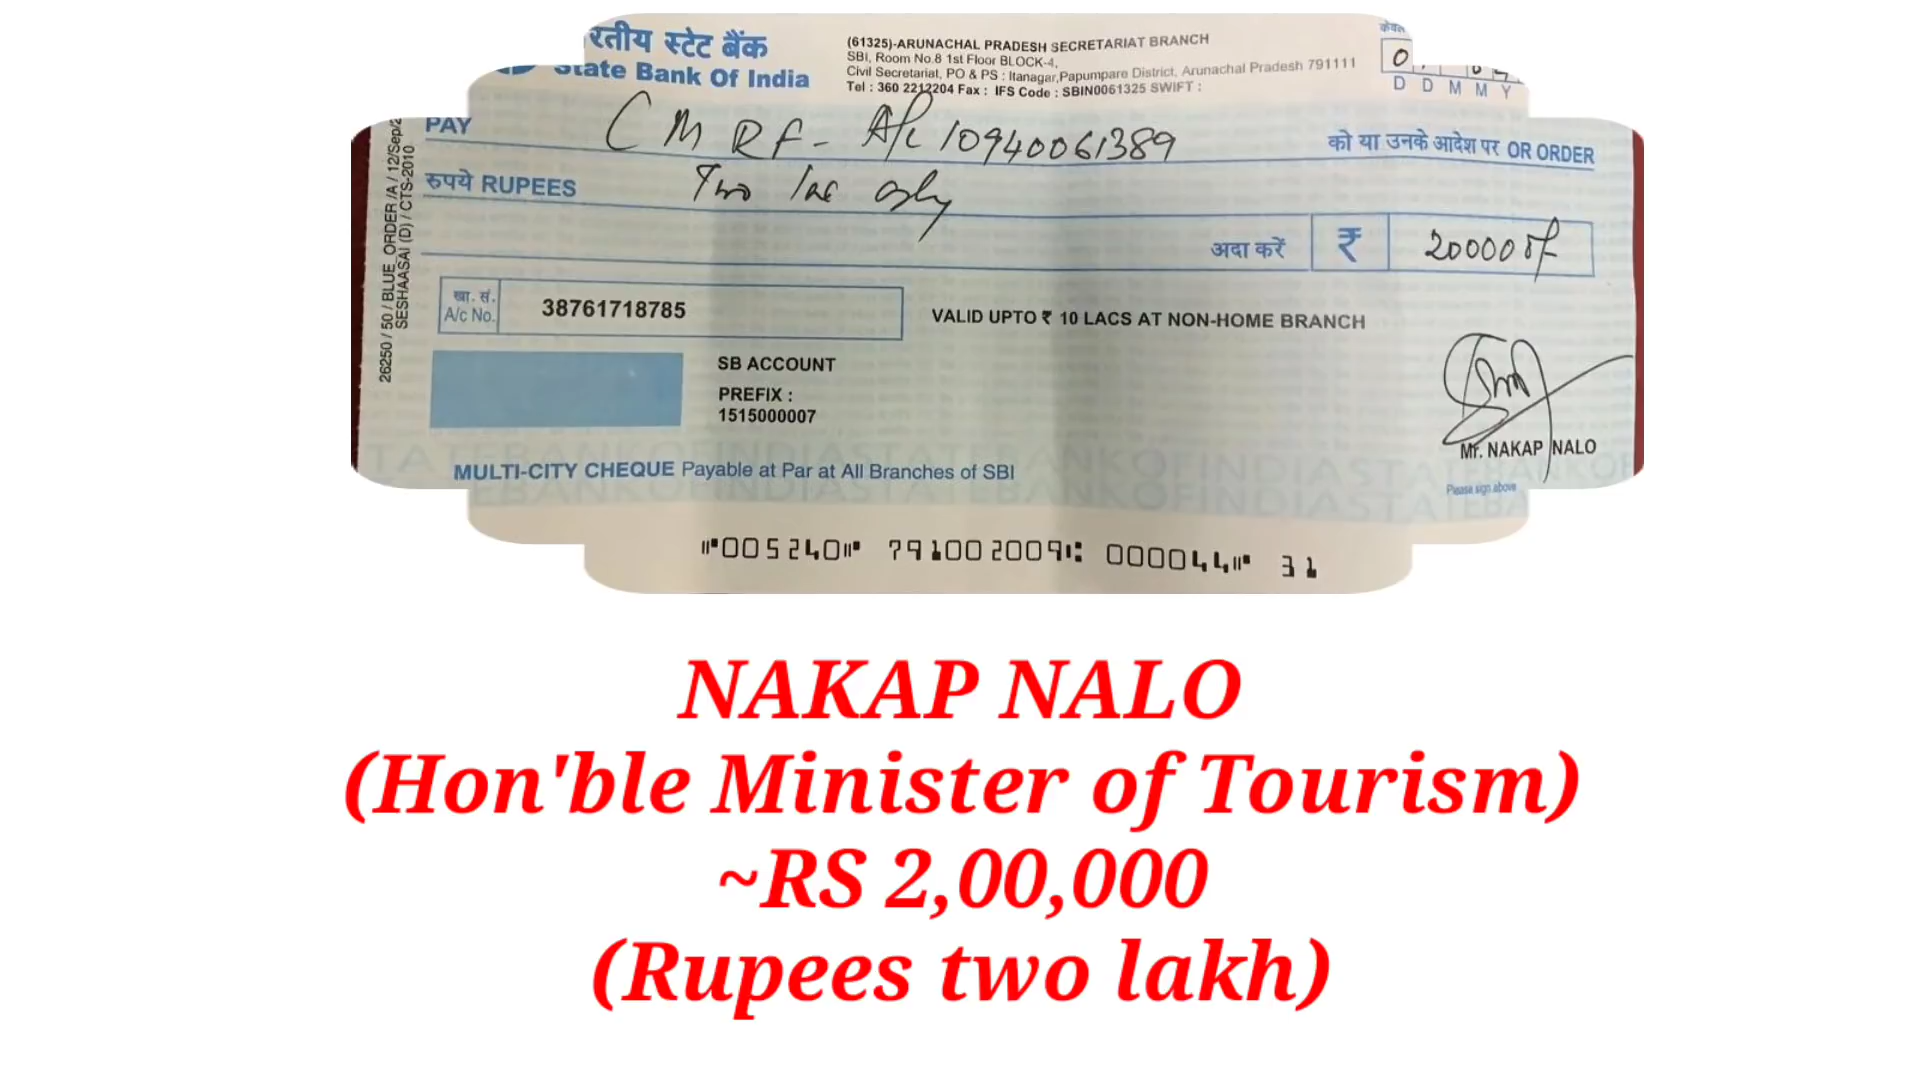 रतीय स्टेट बैंक
State Bank Of India
(61325)-ARUNACHAL PRADESH SECRETARIAT BRANCH
SBI, Room No.8 1st Floor BLOCK-4,
Civil Secretariat, PO & PS : Itanagar,Papumpare District, Arunachal Pradesh 791111
Tel : 360 2212204 Fax : IFS Code : SBIN0061325 SWIFT :
D D M M Y
PAY CMRF- A/c 10940061389 को या उनके आदेश पर OR ORDER
रुपये RUPEES Two lac only
अदा करें ₹ 200000/-
खा. सं.
A/c No. 38761718785
VALID UPTO ₹ 10 LACS AT NON-HOME BRANCH
SB ACCOUNT
PREFIX :
1515000007
Mr. NAKAP NALO
Please sign above
MULTI-CITY CHEQUE Payable at Par at All Branches of SBI
26250 / 50 / BLUE_ORDER /A / 12/Sep/2
SESHAASAI (D) / CTS-2010
⑈005240⑈ 791002009⑆ 000044⑈ 31
NAKAP NALO
(Hon'ble Minister of Tourism)
~RS 2,00,000
(Rupees two lakh)